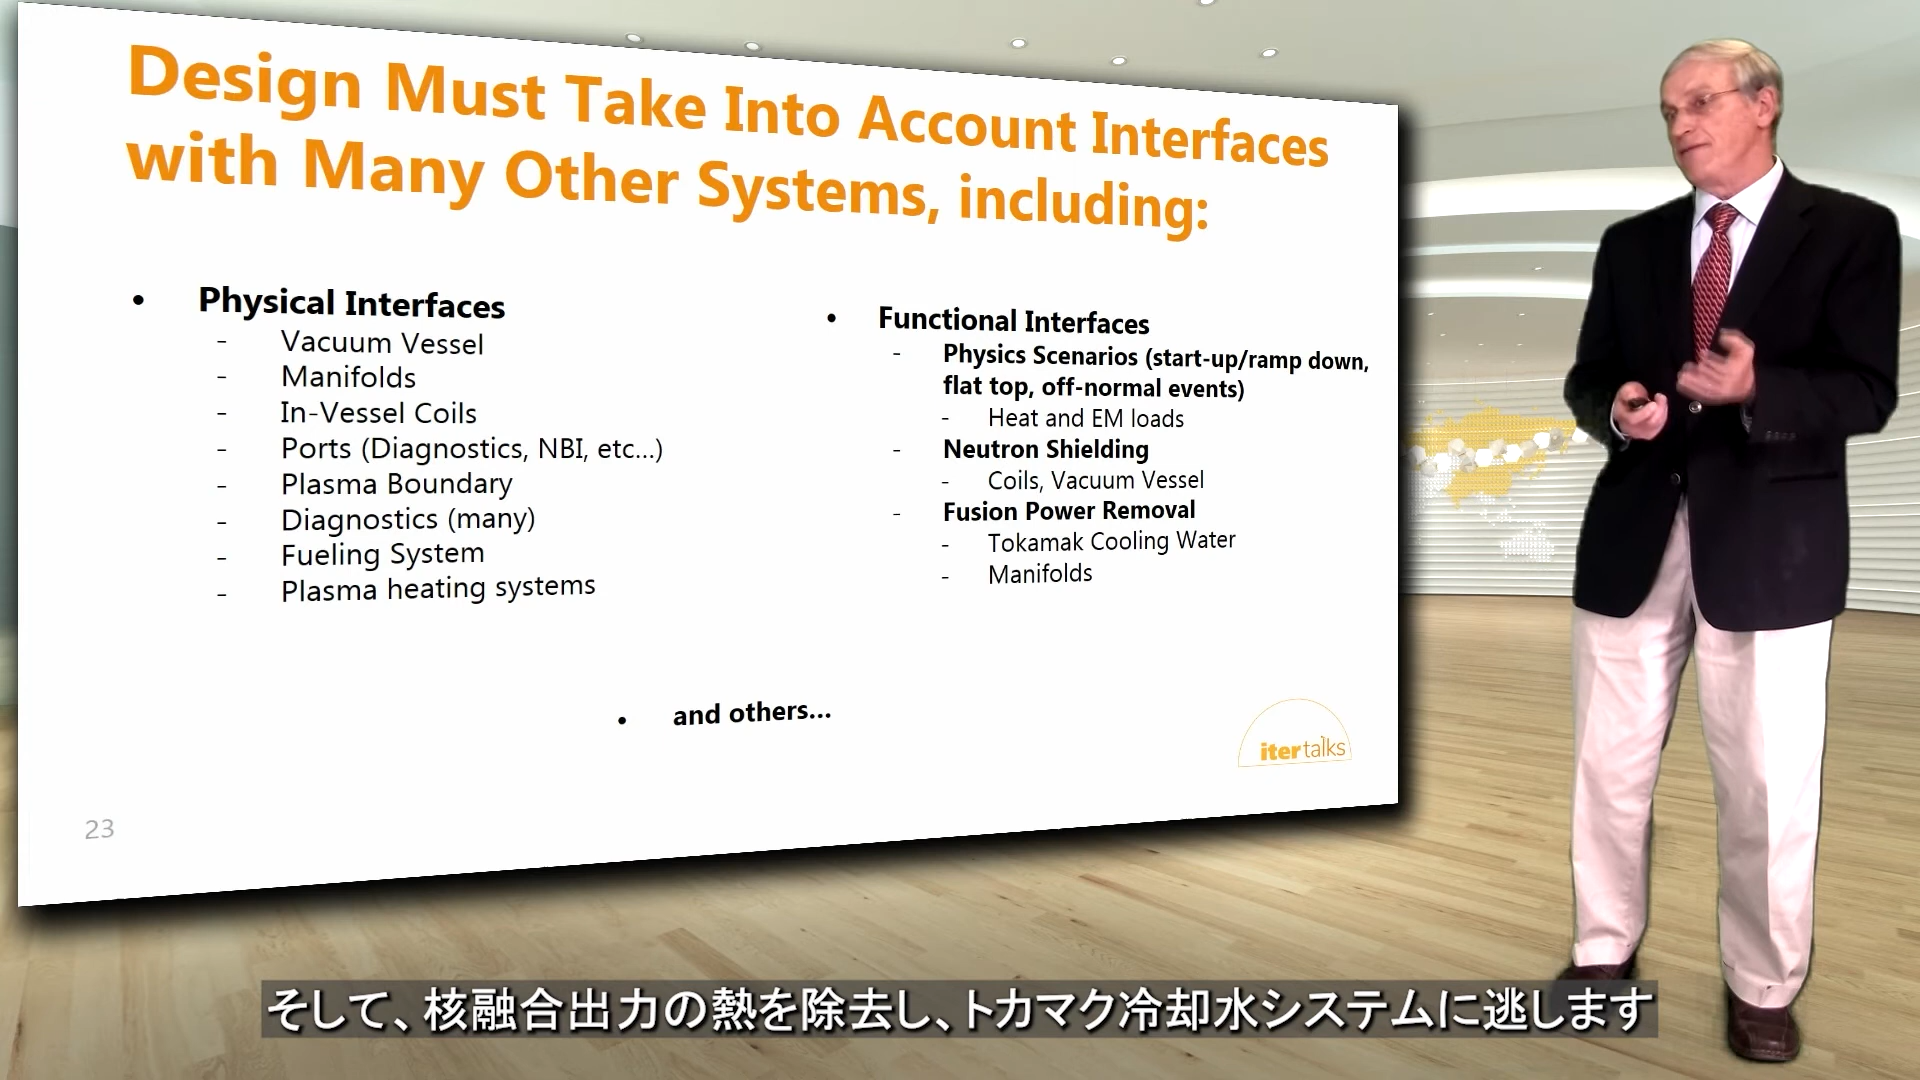 Design Must Take Into Account Interfaces
with Many Other Systems, including:
• Physical Interfaces
- Vacuum Vessel
- Manifolds
- In-Vessel Coils
- Ports (Diagnostics, NBI, etc...)
- Plasma Boundary
- Diagnostics (many)
- Fueling System
- Plasma heating systems
• Functional Interfaces
- Physics Scenarios (start-up/ramp down,
flat top, off-normal events)
- Heat and EM loads
- Neutron Shielding
- Coils, Vacuum Vessel
- Fusion Power Removal
- Tokamak Cooling Water
- Manifolds
• and others...
iter talks
23
そして、核融合出力の熱を除去し、トカマク冷却水システムに逃します